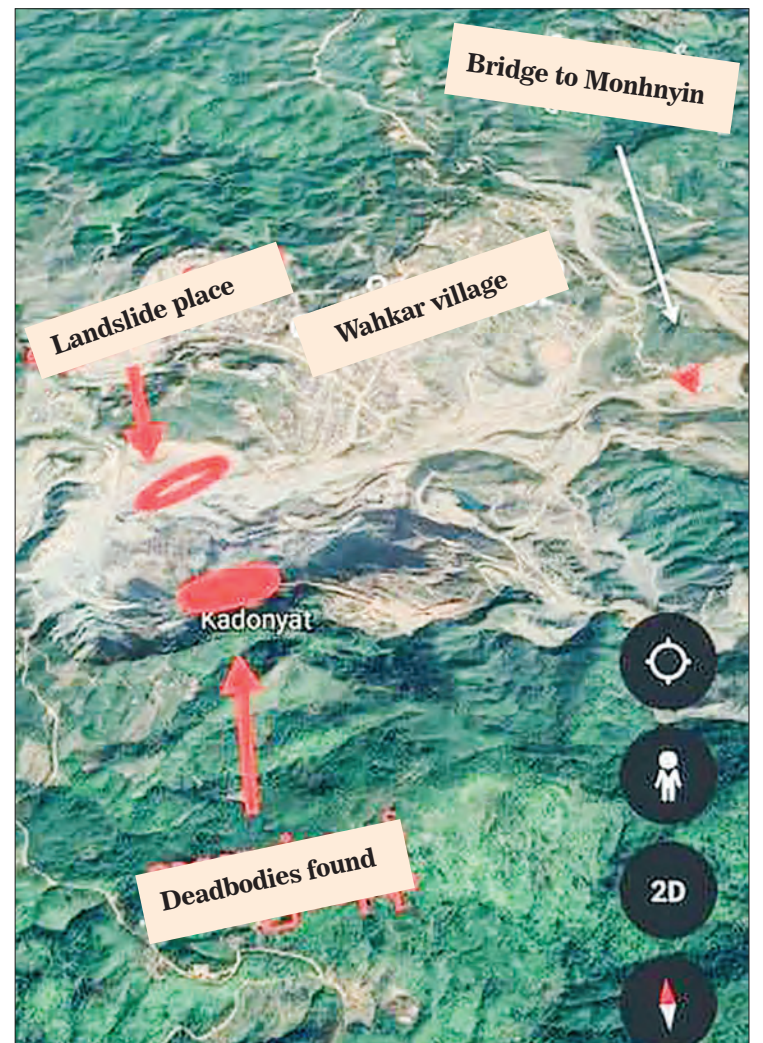 Bridge to Monhnyin
Wahkar village
Landslide place
Kadonyat
Deadbodies found
2D